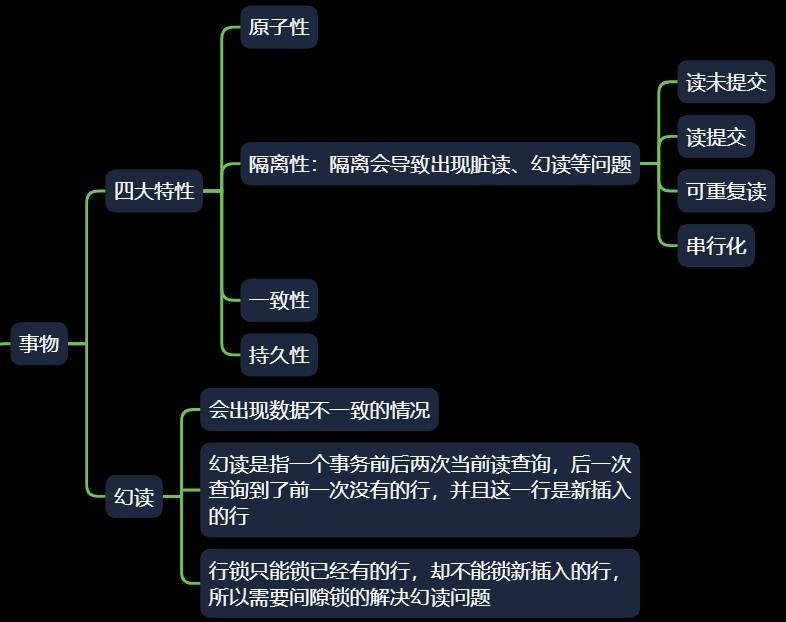 事物
四大特性
原子性
隔离性：隔离会导致出现脏读、幻读等问题
读未提交
读提交
可重复读
串行化
一致性
持久性
幻读
会出现数据不一致的情况
幻读是指一个事务前后两次当前读查询，后一次
查询到了前一次没有的行，并且这一行是新插入
的行
行锁只能锁已经有的行，却不能锁新插入的行，
所以需要间隙锁的解决幻读问题